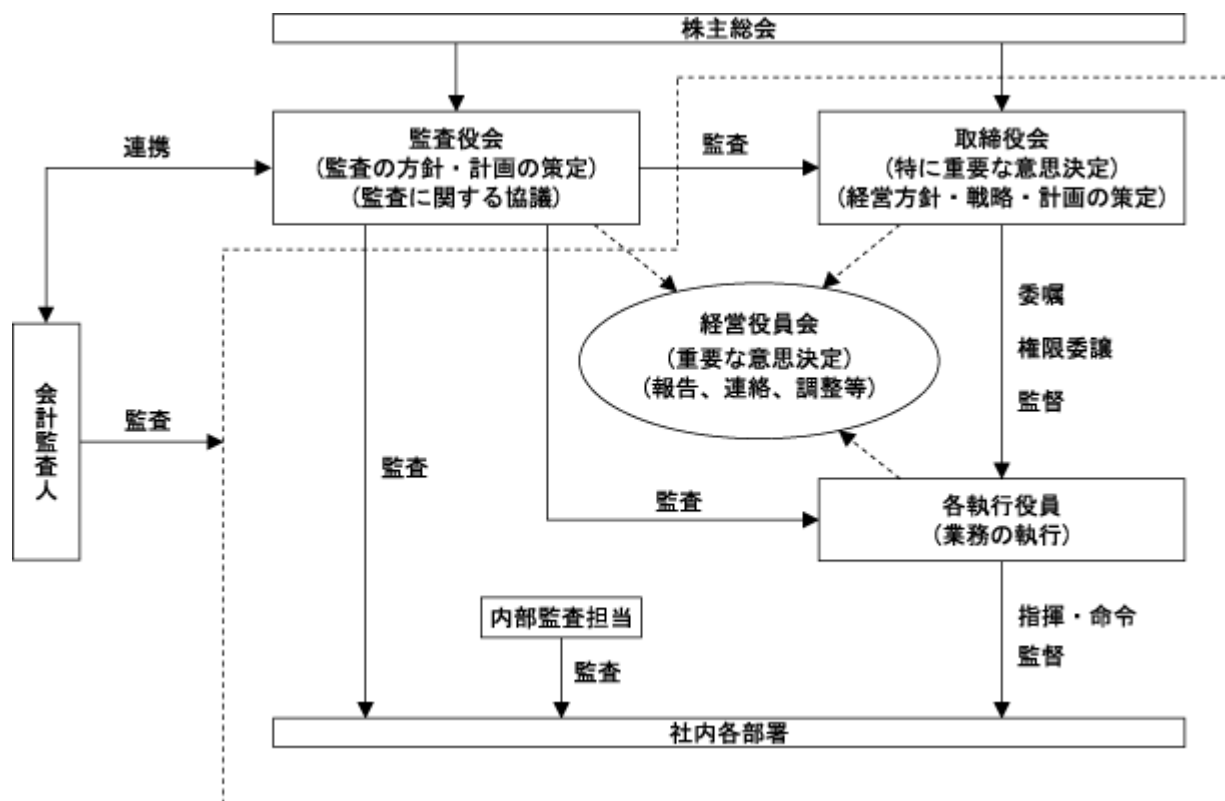 株主総会
監査役会
(監査の方針・計画の策定)
(監査に関する協議)
連携
監査
取締役会
(特に重要な意思決定)
(経営方針・戦略・計画の策定)
経営役員会
(重要な意思決定)
(報告、連絡、調整等)
委嘱
権限委譲
監督
会計監査人
監査
監査
監査
各執行役員
(業務の執行)
内部監査担当
監査
指揮・命令
監督
社内各部署